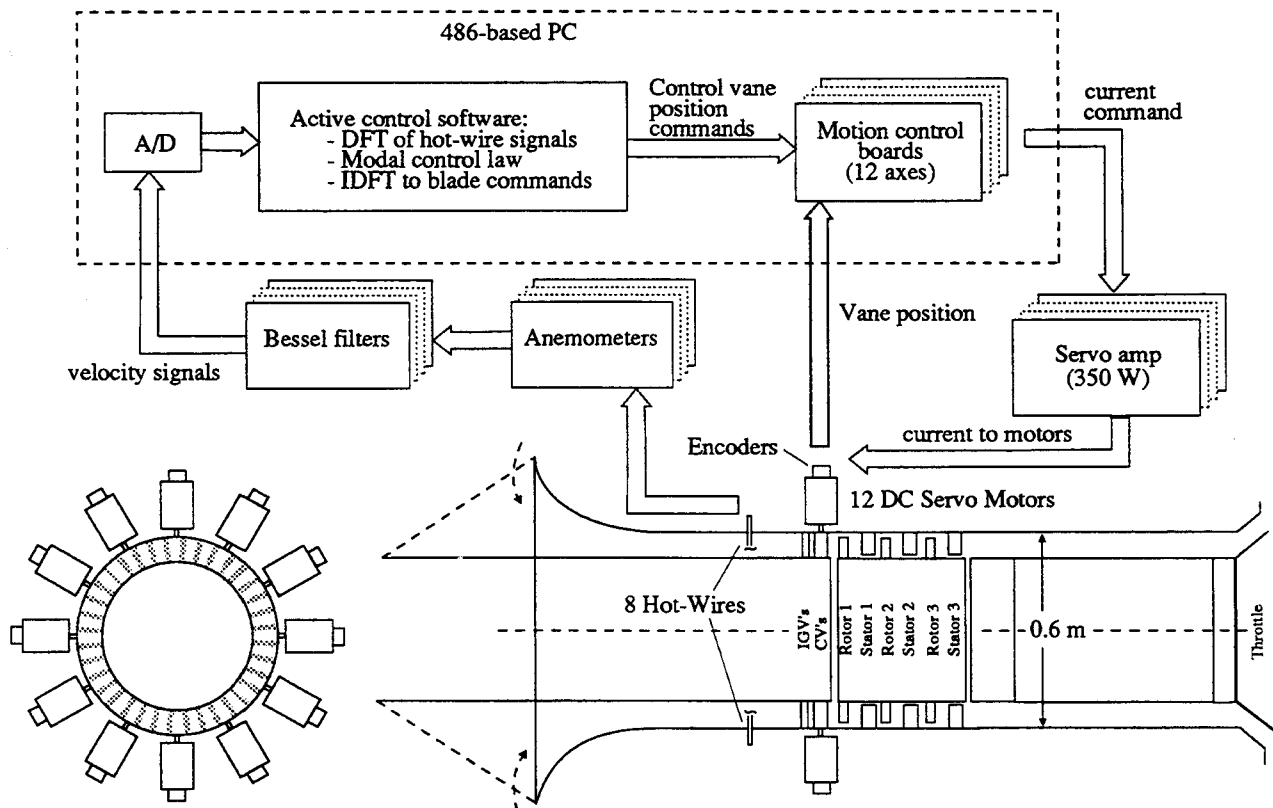 486-based PC
A/D
Active control software:
- DFT of hot-wire signals
- Modal control law
- IDFT to blade commands
Control vane
position
commands
Motion control
boards
(12 axes)
current
command
Bessel filters
Anemometers
velocity signals
Vane position
Servo amp
(350 W)
current to motors
Encoders
12 DC Servo Motors
8 Hot-Wires
IGV's
CV's
Rotor 1
Stator 1
Rotor 2
Stator 2
Rotor 3
Stator 3
0.6 m
Throttle